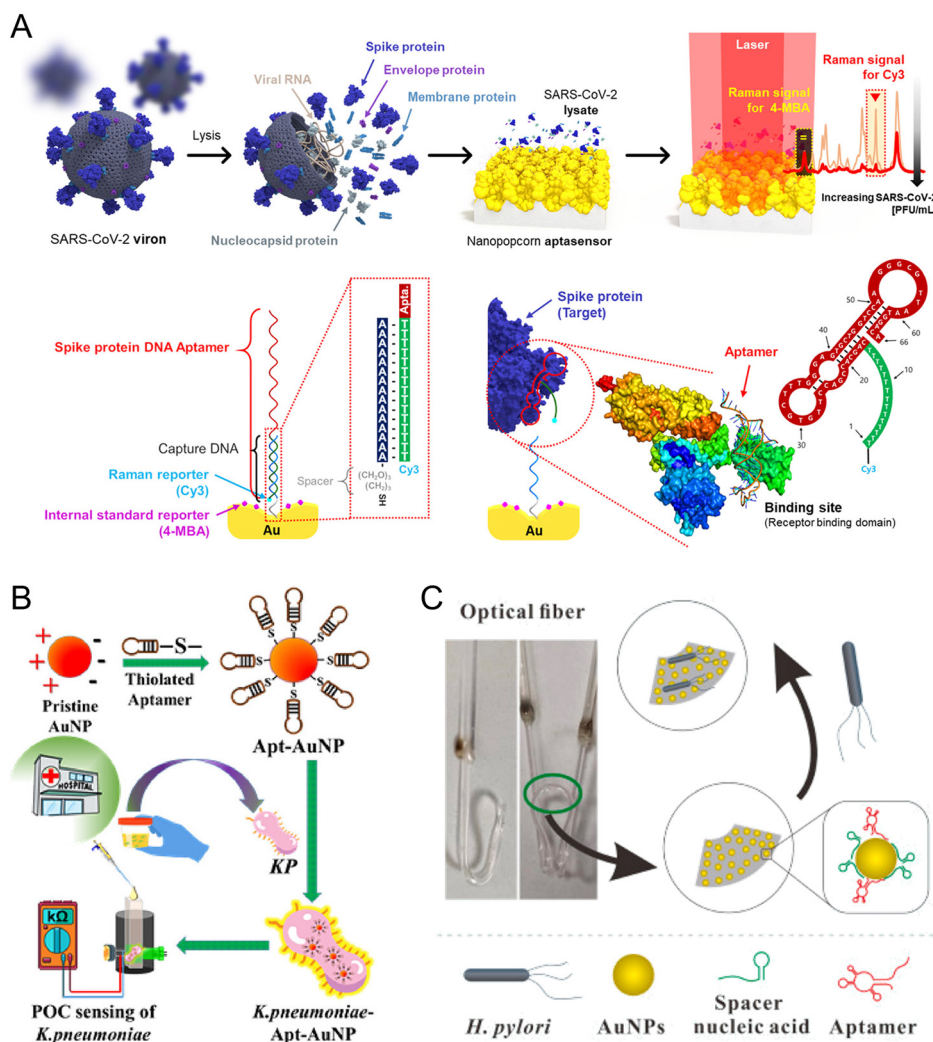 A
Lysis
Viral RNA
Spike protein
Envelope protein
Membrane protein
Nucleocapsid protein
SARS-CoV-2 viron
SARS-CoV-2
lysate
Nanopopcorn aptasensor
Laser
Raman signal
for 4-MBA
Raman signal
for Cy3
Increasing SARS-CoV-2
[PFU/mL]
Spike protein DNA Aptamer
Capture DNA
Raman reporter
(Cy3)
Internal standard reporter
(4-MBA)
Au
Apta.
Spacer
(CH₂O)₃
(CH₂)₃
SH
Cy3
Spike protein
(Target)
Au
Aptamer
Binding site
(Receptor binding domain)
50
60
66
40
20
10
30
1
Cy3
B
Pristine
AuNP
S
Thiolated
Aptamer
S
S
S
S
S
S
S
S
Apt-AuNP
HOSPITAL
KP
kΩ
POC sensing of
K.pneumoniae
K.pneumoniae-
Apt-AuNP
C
Optical fiber
H. pylori
AuNPs
Spacer
nucleic acid
Aptamer